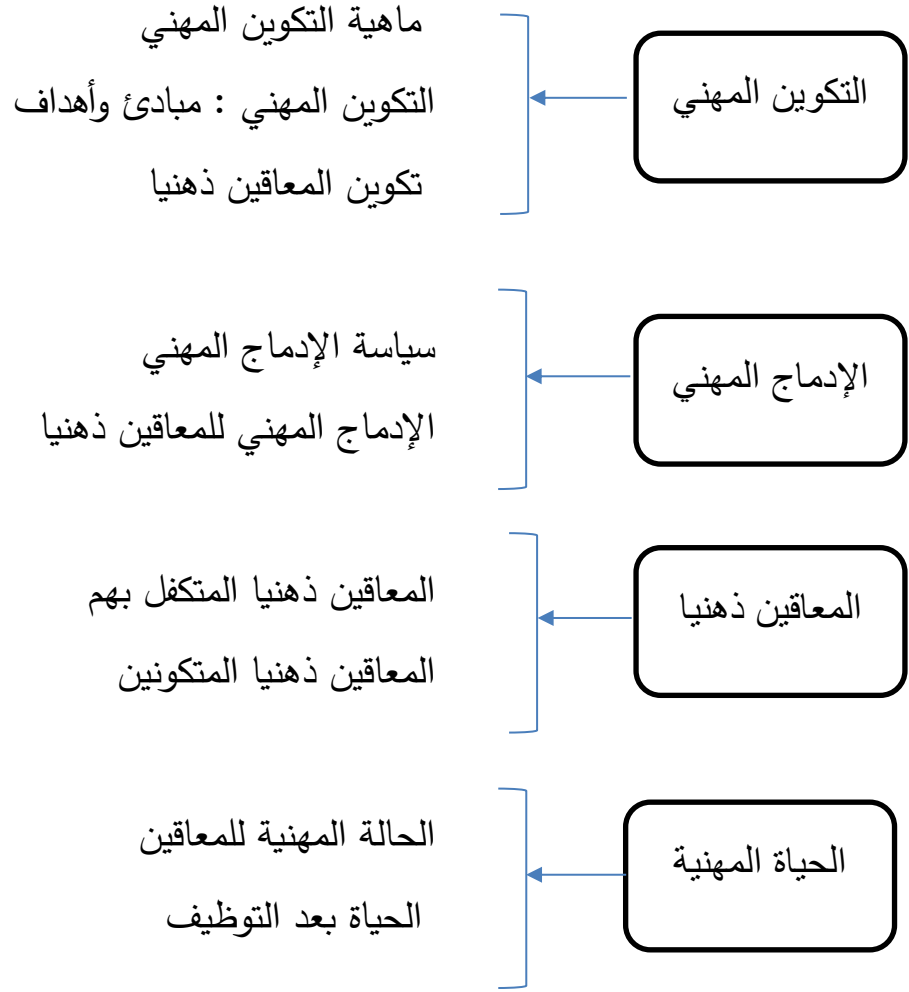 التكوين المهني
ماهية التكوين المهني
التكوين المهني : مبادئ وأهداف
تكوين المعاقين ذهنيا
الإدماج المهني
سياسة الإدماج المهني
الإدماج المهني للمعاقين ذهنيا
المعاقين ذهنيا
المعاقين ذهنيا المتكفل بهم
المعاقين ذهنيا المتكونين
الحياة المهنية
الحالة المهنية للمعاقين
الحياة بعد التوظيف